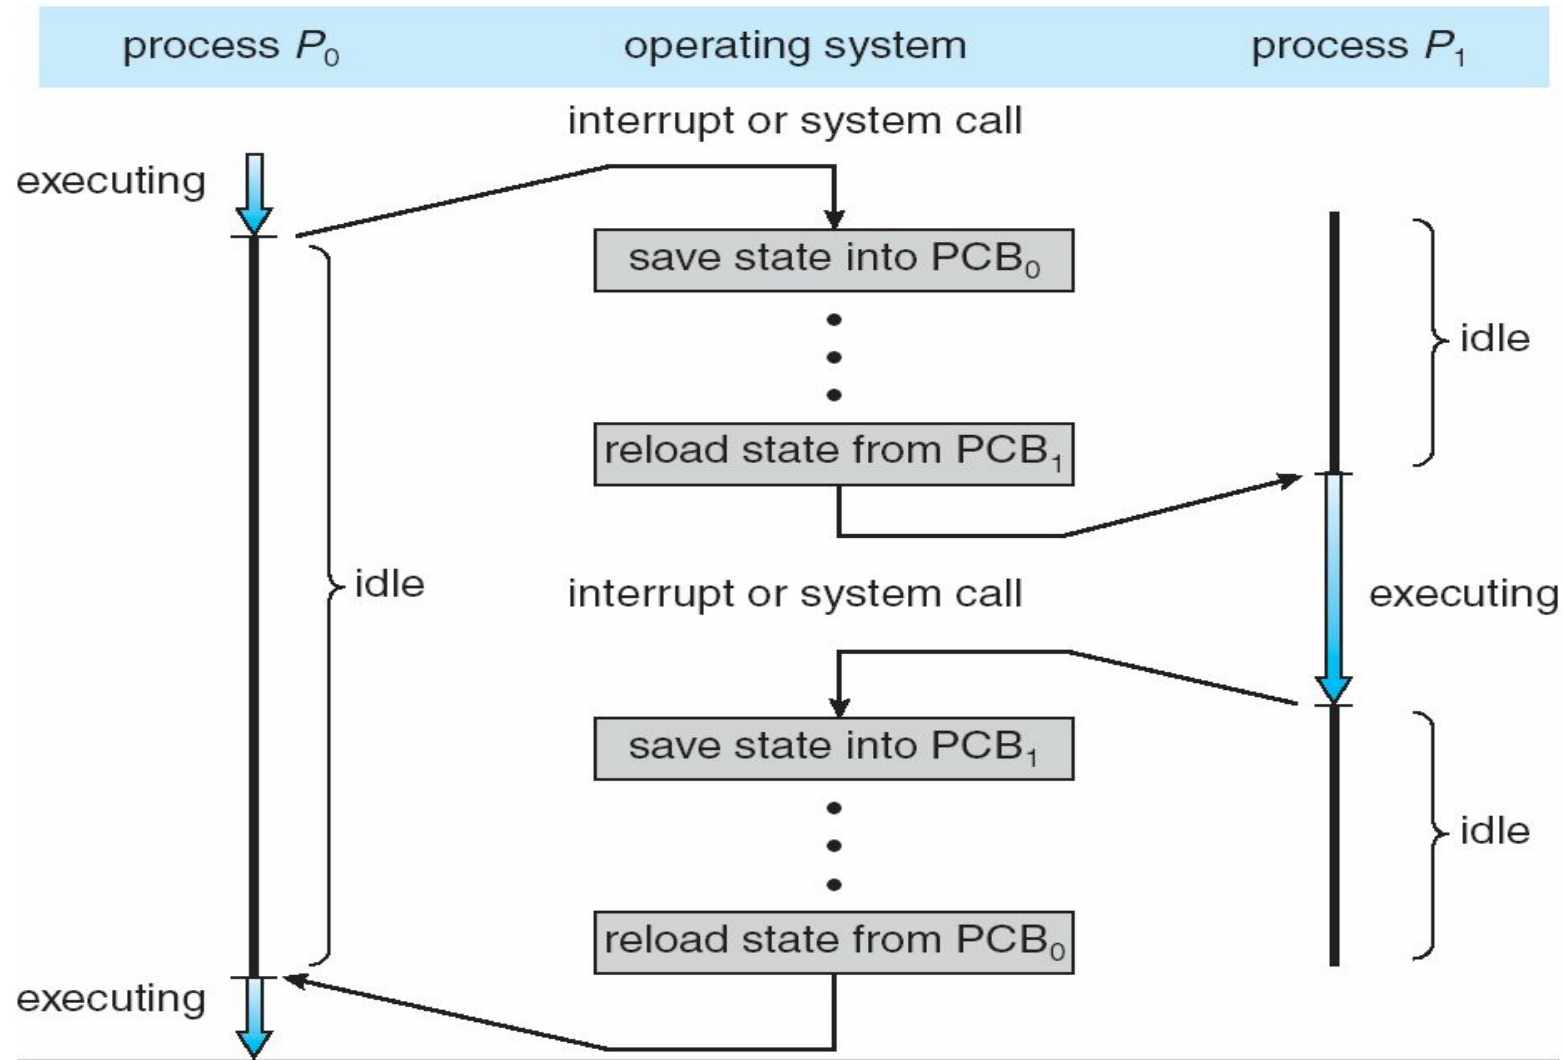 process P₀ operating system process P₁
interrupt or system call
executing
save state into PCB₀
idle
reload state from PCB₁
idle
interrupt or system call
executing
save state into PCB₁
idle
reload state from PCB₀
executing